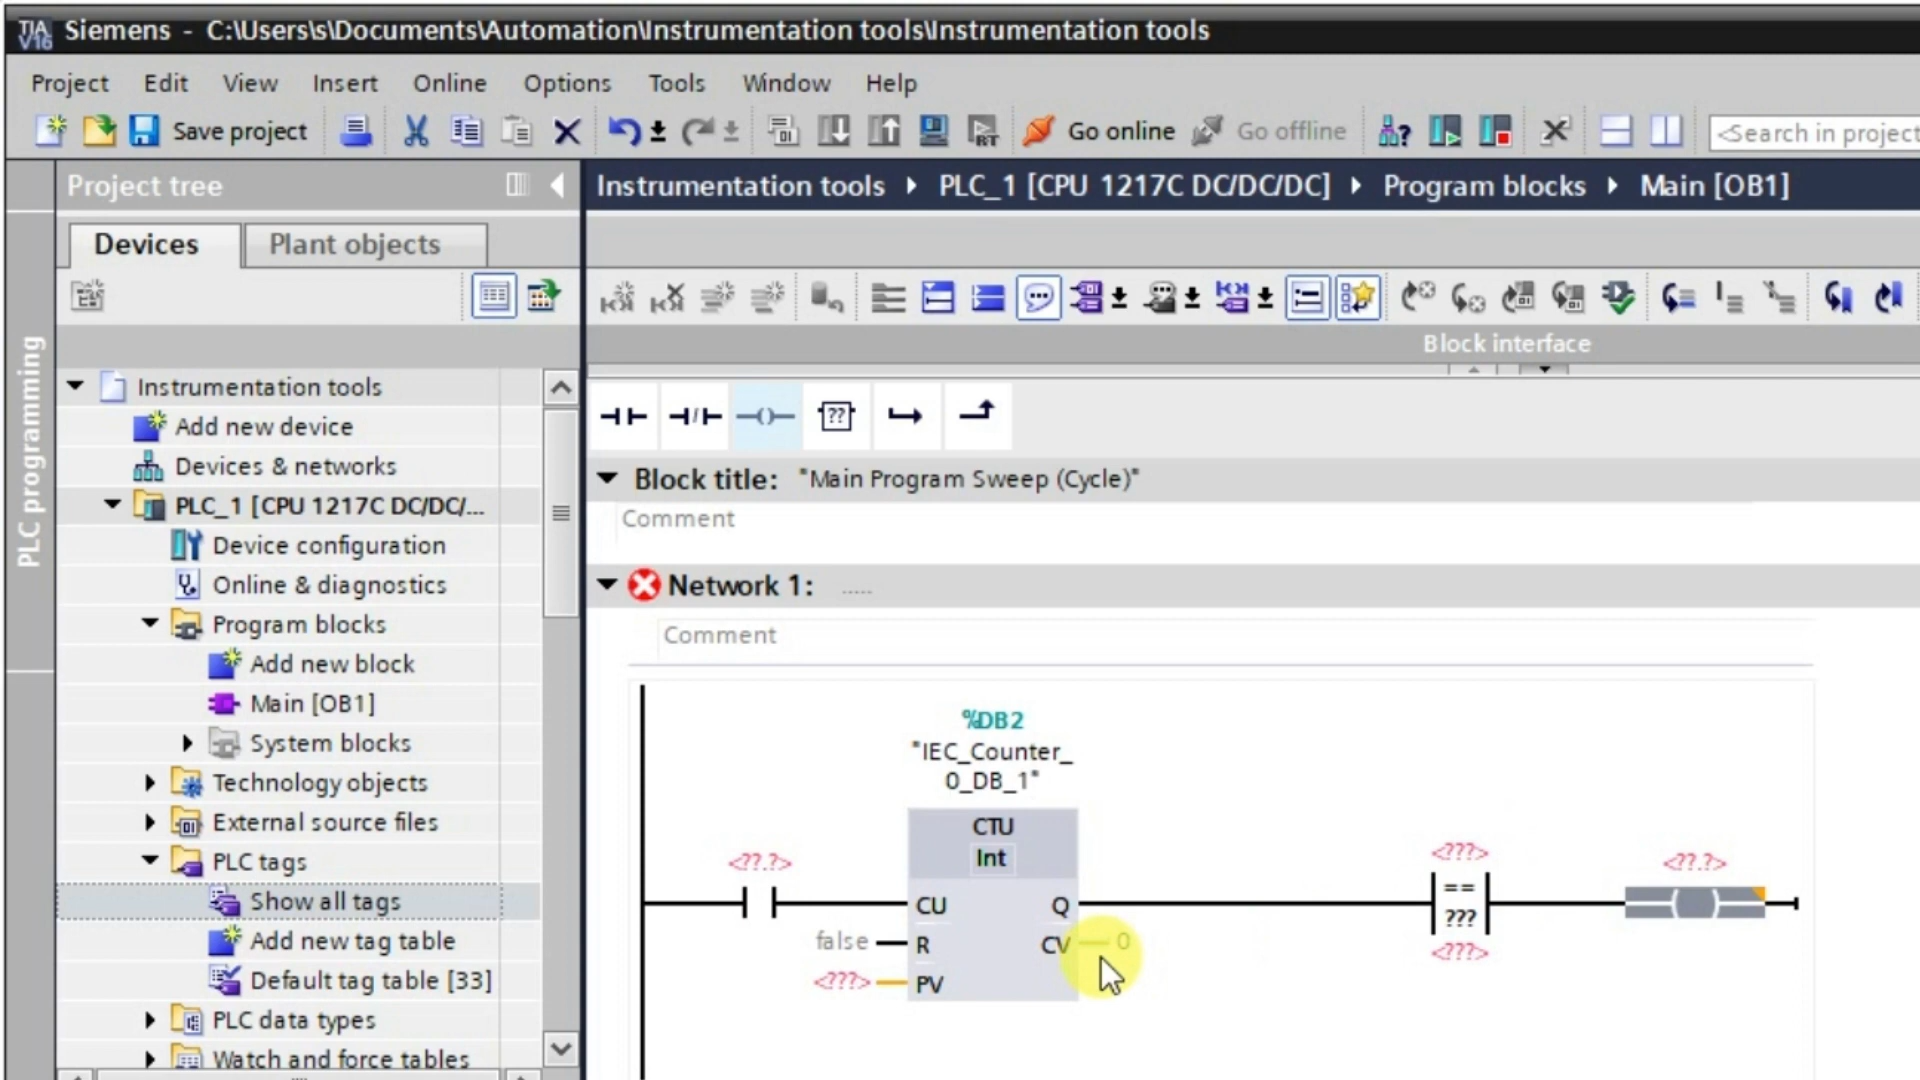 TIA V16 Siemens - C:\Users\s\Documents\Automation\Instrumentation tools\Instrumentation tools
Project Edit View Insert Online Options Tools Window Help
Save project Go online Go offline <Search in project
Project tree
Instrumentation tools ▸ PLC_1 [CPU 1217C DC/DC/DC] ▸ Program blocks ▸ Main [OB1]
Devices Plant objects
PLC programming
Block interface
Instrumentation tools
Add new device
Devices & networks
PLC_1 [CPU 1217C DC/DC/...
Device configuration
Online & diagnostics
Program blocks
Add new block
Main [OB1]
System blocks
Technology objects
External source files
PLC tags
Show all tags
Add new tag table
Default tag table [33]
PLC data types
Watch and force tables
??
Block title: "Main Program Sweep (Cycle)"
Comment
Network 1: .....
Comment
%DB2
"IEC_Counter_
0_DB_1"
CTU
Int
<??.?> <???> <??.?>
CU Q == ???
false R CV 0
<???>
<???> PV